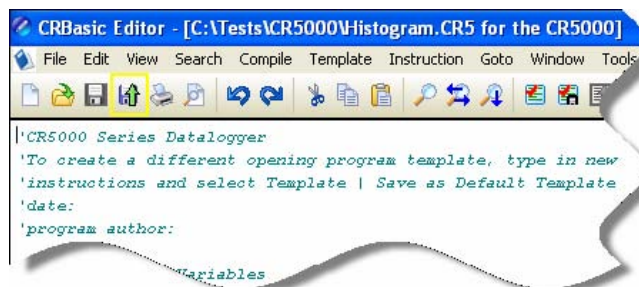 CRBasic Editor - [C:\Tests\CR5000\Histogram.CR5 for the CR5000]
File Edit View Search Compile Template Instruction Goto Window Tools
'CR5000 Series Datalogger
'To create a different opening program template, type in new
'instructions and select Template | Save as Default Template
'date:
'program author:
Variables